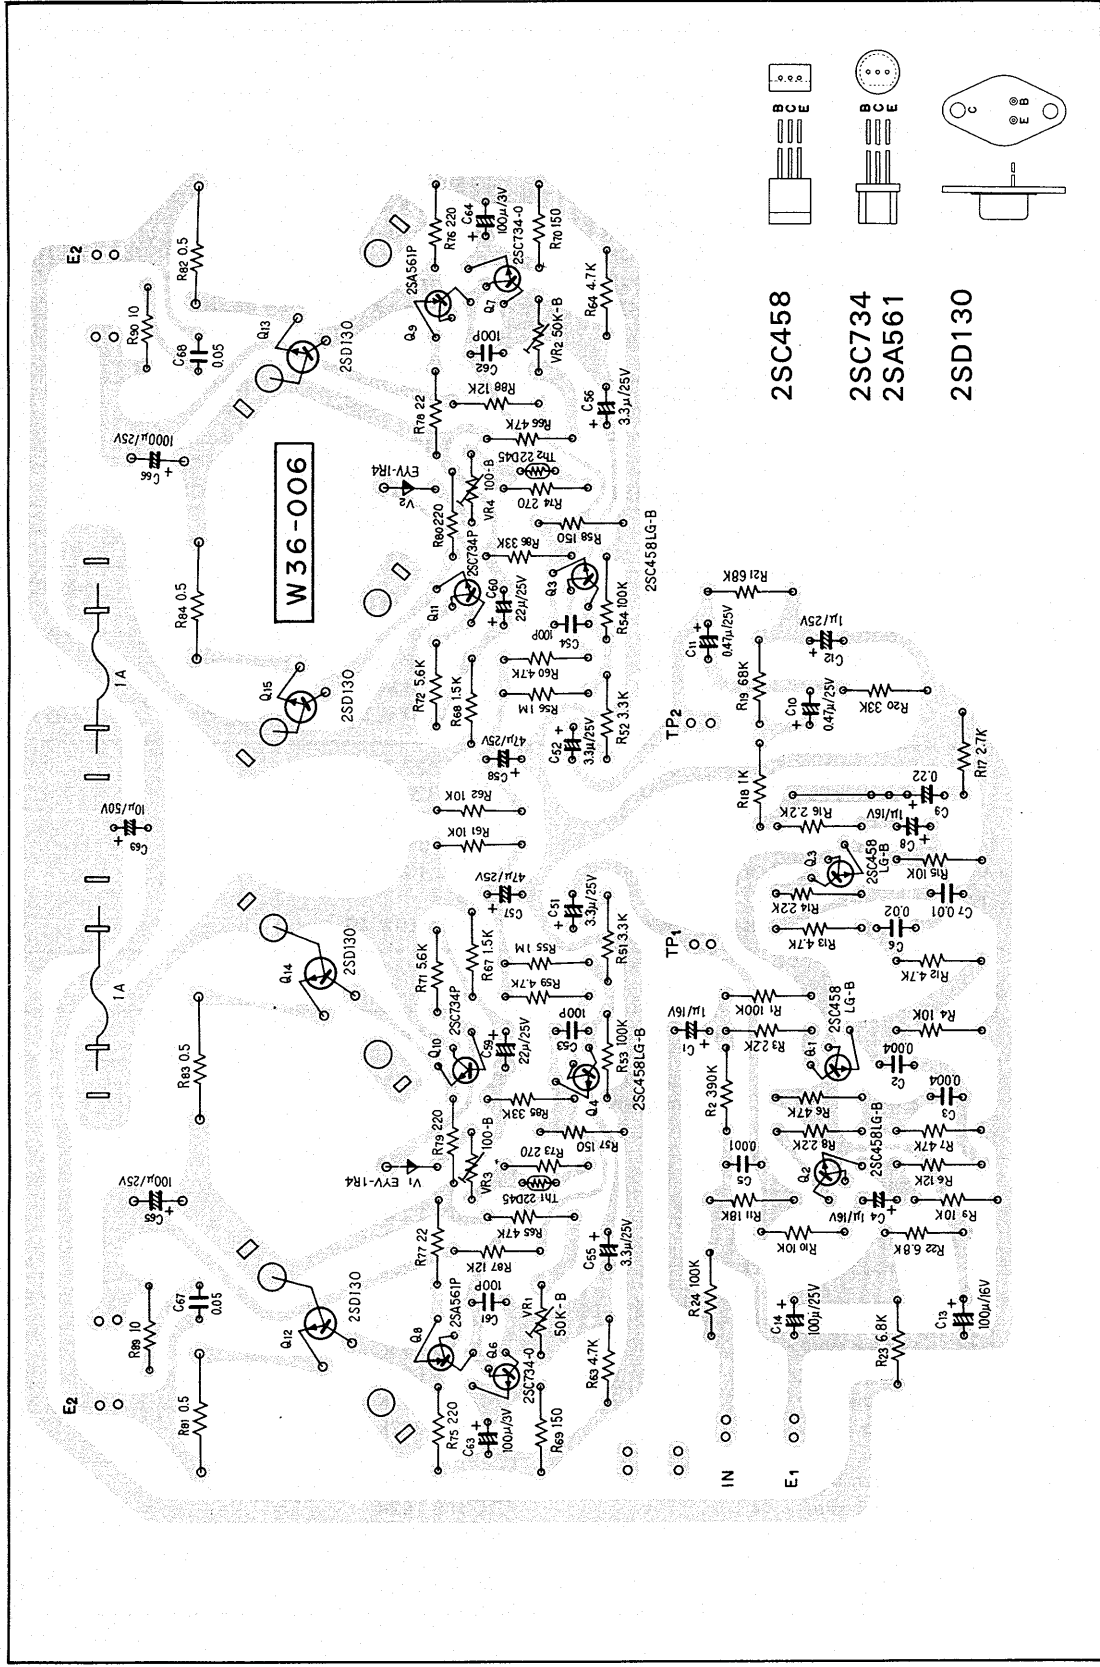 E2
R90 10
C68 0.05
R82 0.5
Q13
2SD130
1000μ/25V
C66
W36-006
R84 0.5
1A
Q15
2SD130
10μ/50V
C69
1A
Q14
2SD130
R83 0.5
100μ/25V
C65
E2
R89 10
C67 0.05
R81 0.5
Q12
2SD130
R76 220
C64 100μ/3V
2SA561P
Q9
Q7
2SC734-O
R70 150
R64 4.7K
VR2 50K-B
100P
C62
R78 22
R88 12K
C56 3.3μ/25V
R66 47K
EYV-1R4
V2
VR4 100-B
Th2 22D45
R74 270
R80 220
R58 150
R86 33K
2SC734P
Q11
C60 22μ/25V
Q3
2SC458LG-B
R54 100K
100P
C54
R72 5.6K
R68 1.5K
R60 4.7K
R56 1M
R52 3.3K
47μ/25V
C58
C52 3.3μ/25V
R62 10K
R61 10K
47μ/25V
C57
C51 3.3μ/25V
R71 5.6K
R67 1.5K
R55 1M
R51 3.3K
R59 4.7K
2SC734P
Q10
C59 22μ/25V
100P
C53
R53 100K
Q4
2SC458LG-B
R85 33K
R79 220
VR3 100-B
R57 150
R73 270
V1 EYV-1R4
Th1 22D45
R77 22
R65 47K
R87 12K
C55 3.3μ/25V
2SA561P
Q8
100P
C61
VR1 50K-B
Q6
2SC734-O
R75 220
C63 100μ/3V
R69 150
R63 4.7K
TP2
C11 0.47μ/25V
R21 68K
R19 68K
1μ/25V
C12
C10 0.47μ/25V
R20 33K
R18 1K
R17 2.7K
R16 2.2K
0.22
C9
1μ/16V
C8
Q3
2SC458 LG-B
R15 10K
R14 2.2K
C7 0.01
R13 4.7K
0.02
C6
R12 4.7K
TP1
1μ/16V
C1
R1 100K
R3 2.2K
Q1
2SC458 LG-B
R4 10K
0.004
C2
R2 390K
R6 47K
0.004
C3
R8 2.2K
R7 47K
0.001
C5
Q2
2SC458LG-B
R6 12K
R11 18K
1μ/16V
C4
R9 10K
R10 10K
R22 6.8K
R24 100K
C14 100μ/25V
R23 6.8K
C13 100μ/16V
IN
E1
B C E
2SC458
B C E
2SC734
2SA561
C
E B
2SD130